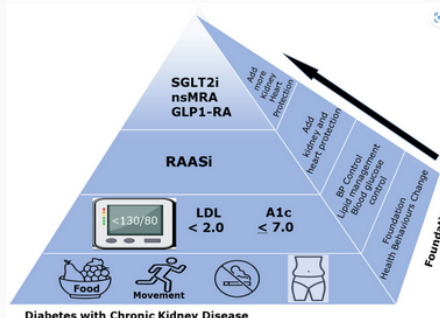 SGLT2i
nsMRA
GLP1-RA
Add
more
Kidney
Heart
Protection
RAASi
Add
kidney and
heart protection
<130/80
LDL
< 2.0
A1c
≤ 7.0
BP Control
Lipid management
Blood glucose
control
Food
Movement
Foundation
Health Behaviours Change
Foundatio
Diabetes with Chronic Kidney Disease